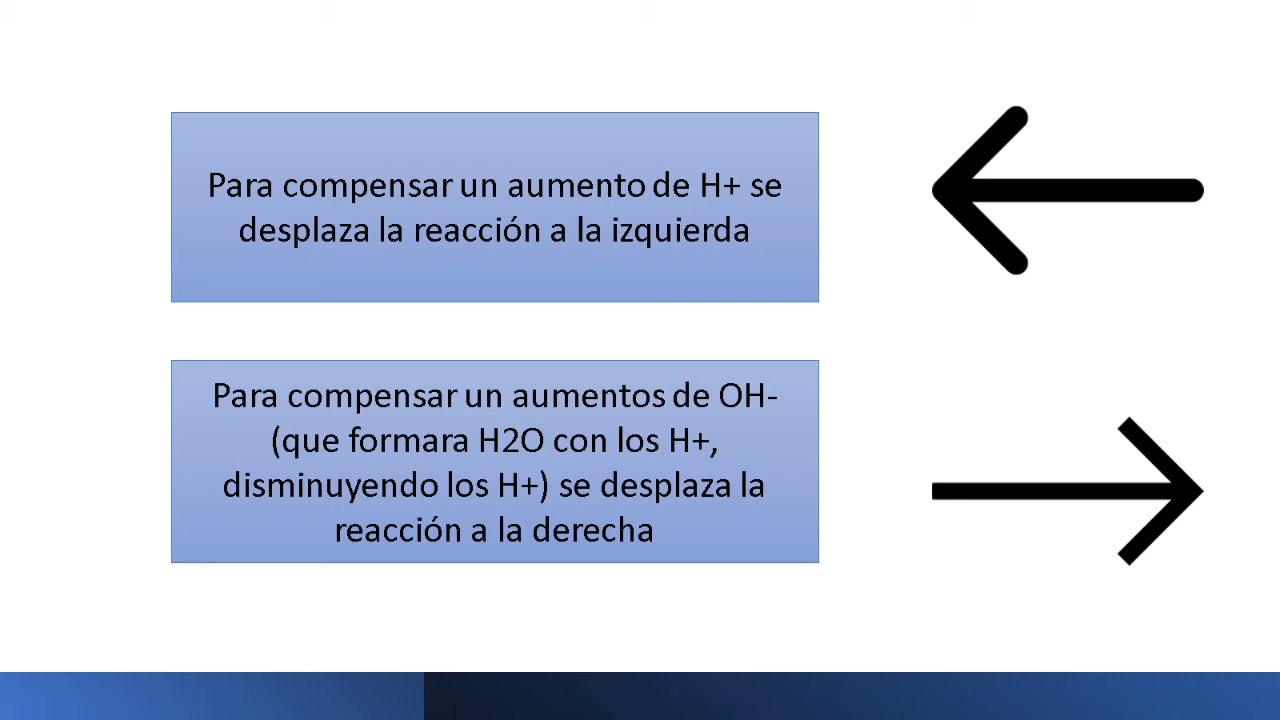 Para compensar un aumento de H+ se
desplaza la reacción a la izquierda
Para compensar un aumentos de OH-
(que formara H2O con los H+,
disminuyendo los H+) se desplaza la
reacción a la derecha